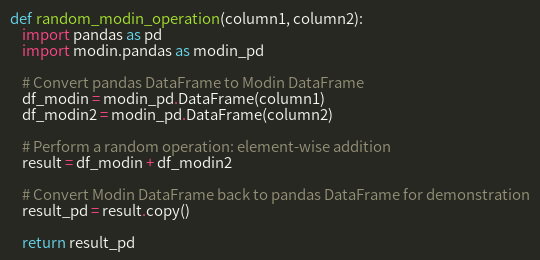 def random_modin_operation(column1, column2):
    import pandas as pd
    import modin.pandas as modin_pd

    # Convert pandas DataFrame to Modin DataFrame
    df_modin = modin_pd.DataFrame(column1)
    df_modin2 = modin_pd.DataFrame(column2)

    # Perform a random operation: element-wise addition
    result = df_modin + df_modin2

    # Convert Modin DataFrame back to pandas DataFrame for demonstration
    result_pd = result.copy()

    return result_pd